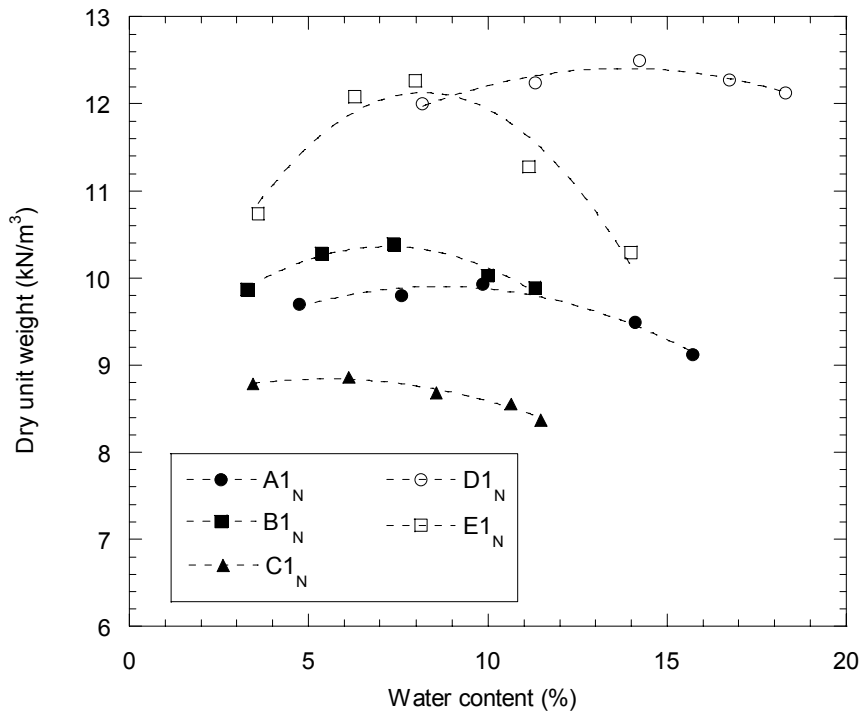 13
12
11
10
9
8
7
6
Dry unit weight (kN/m³)
A1N
B1N
C1N
D1N
E1N
0 5 10 15 20
Water content (%)